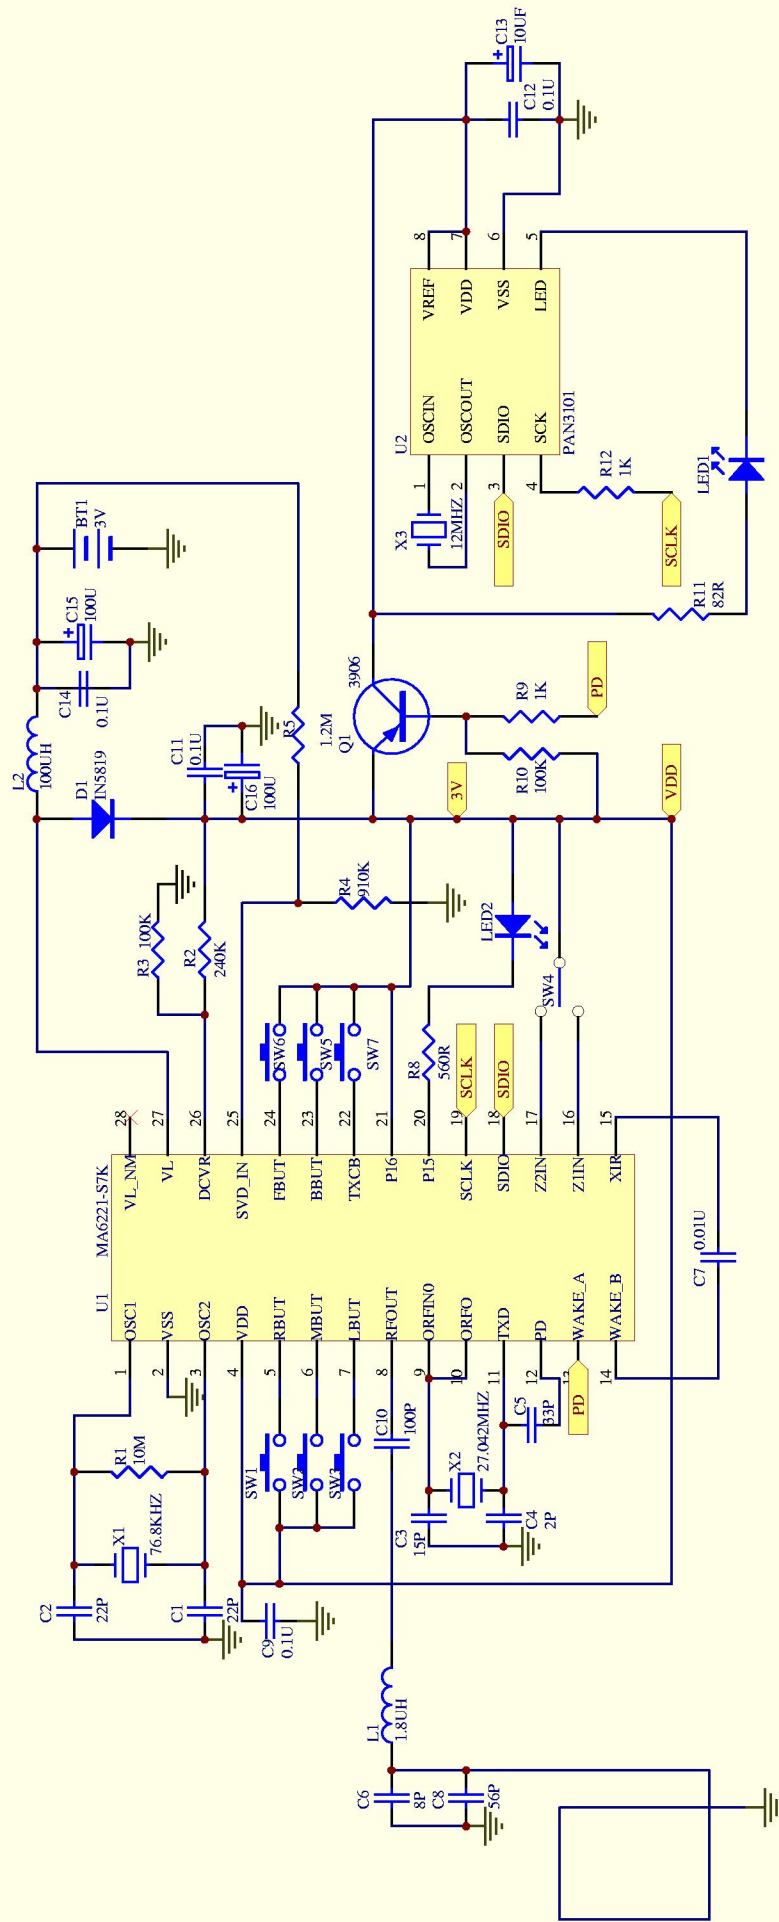 C13
10UF
C12
0.1U
8
7
6
5
VREF
VDD
VSS
LED
OSCIN
OSCOUT
SDIO
SCK
U2
PAN3101
1
2
3
4
X3
12MHZ
SDIO
R12
1K
SCLK
LED1
R11
82R
BT1
3V
C15
100U
C14
0.1U
L2
100UH
D1
IN5819
C11
0.1U
C16
100U
R5
1.2M
Q1
3906
R9
1K
PD
R10
100K
3V
VDD
R3
100K
R2
240K
R4
910K
LED2
SW4
SW6
SW5
SW7
R8
560R
SCLK
SDIO
28
27
26
25
24
23
22
21
20
19
18
17
16
15
VL_NM
VL
DCVR
SVD_IN
FBUT
BBUT
TXCB
P16
P15
SCLK
SDIO
Z2IN
Z1IN
XIR
MA6221-S7K
U1
OSC1
VSS
OSC2
VDD
RBUT
MBUT
LBUT
RFOUT
ORFIN0
ORFO
TXD
PD
WAKE_A
WAKE_B
1
2
3
4
5
6
7
8
9
10
11
12
13
14
C7
0.01U
PD
R1
10M
X1
76.8KHZ
C2
22P
C1
22P
SW1
SW2
SW3
C10
100P
C9
0.1U
C3
15P
X2
27.042MHZ
C5
33P
C4
2P
L1
1.8UH
C6
8P
C8
56P